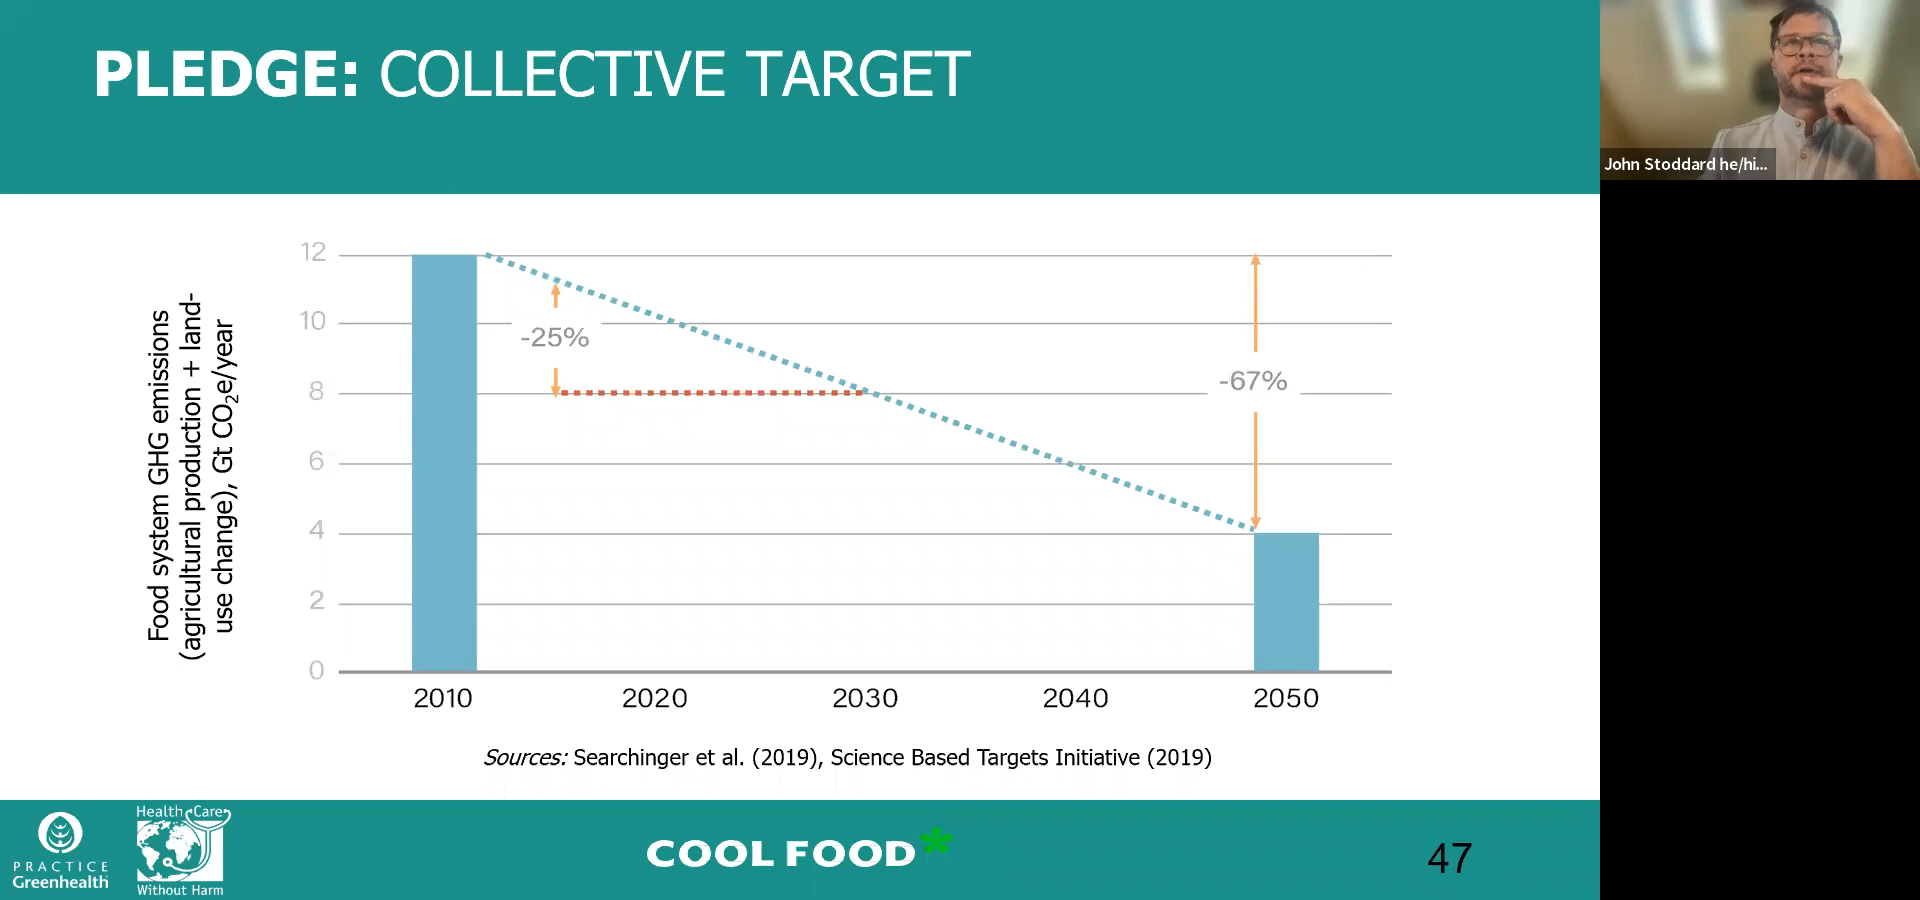 PLEDGE: COLLECTIVE TARGET
John Stoddard he/hi...
Food system GHG emissions
(agricultural production + land-
use change), Gt CO₂e/year
12
10
8
6
4
2
0
-25%
-67%
2010 2020 2030 2040 2050
Sources: Searchinger et al. (2019), Science Based Targets Initiative (2019)
PRACTICE
Greenhealth
Health Care
Without Harm
COOL FOOD*
47